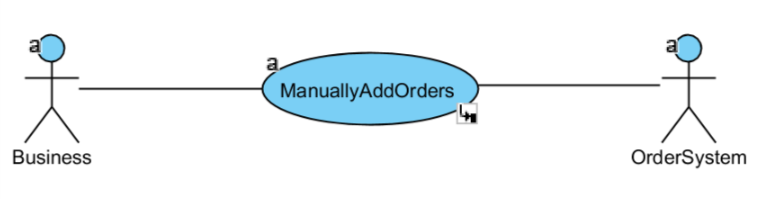 a
a
a
ManuallyAddOrders
Business
OrderSystem